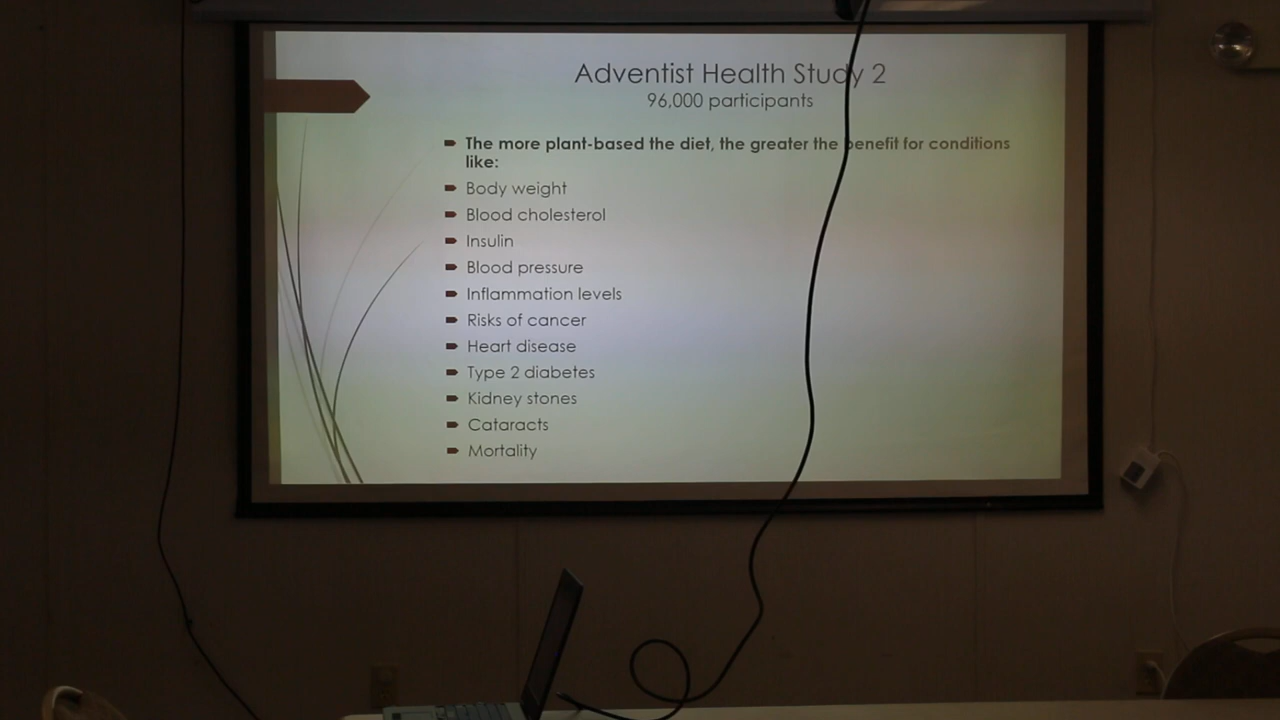 Adventist Health Study 2
96,000 participants
The more plant-based the diet, the greater the benefit for conditions
like:
Body weight
Blood cholesterol
Insulin
Blood pressure
Inflammation levels
Risks of cancer
Heart disease
Type 2 diabetes
Kidney stones
Cataracts
Mortality